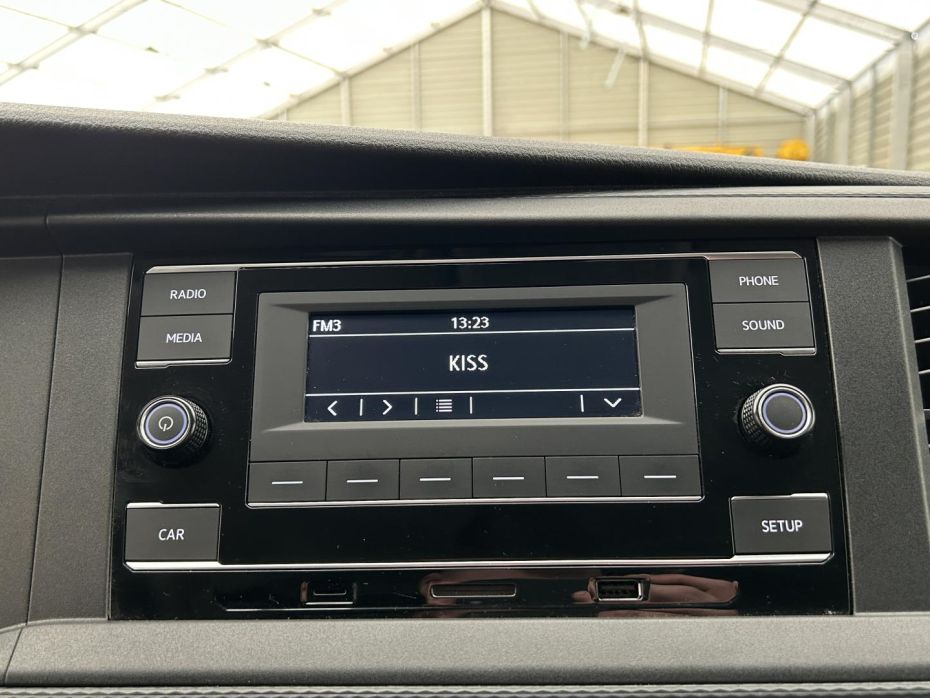 RADIO
PHONE
MEDIA
SOUND
FM3 13:23
KISS
CAR
SETUP